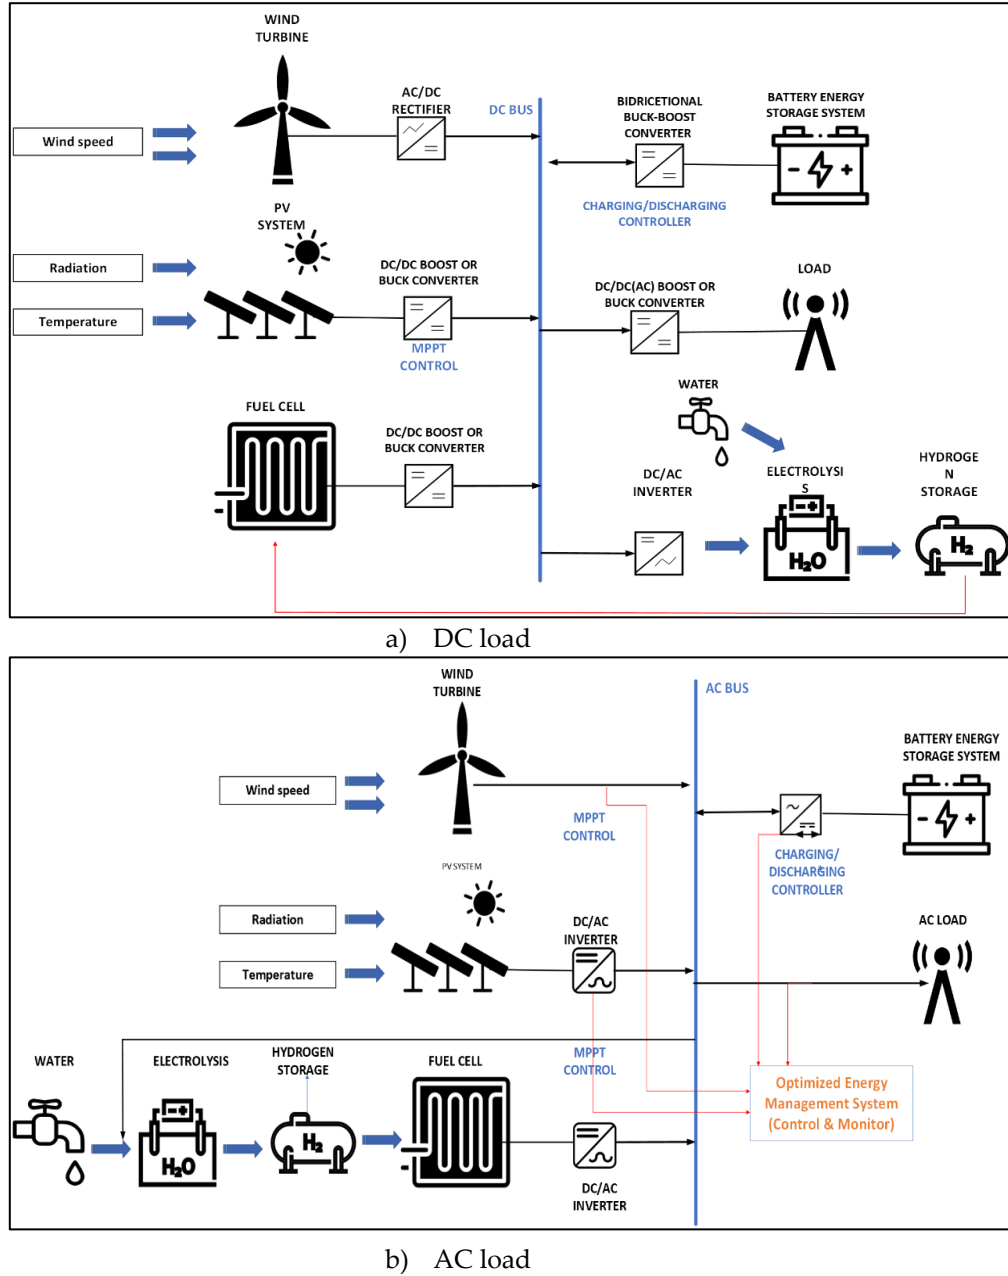 WIND
TURBINE
AC/DC
RECTIFIER
DC BUS
BIDRICETIONAL
BUCK-BOOST
CONVERTER
BATTERY ENERGY
STORAGE SYSTEM
Wind speed
CHARGING/DISCHARGING
CONTROLLER
PV
SYSTEM
Radiation
DC/DC BOOST OR
BUCK CONVERTER
DC/DC(AC) BOOST OR
BUCK CONVERTER
LOAD
Temperature
MPPT
CONTROL
WATER
FUEL CELL
DC/DC BOOST OR
BUCK CONVERTER
DC/AC
INVERTER
ELECTROLYSI
S
HYDROGE
N
STORAGE
H₂O
H₂
a) DC load
WIND
TURBINE
AC BUS
BATTERY ENERGY
STORAGE SYSTEM
Wind speed
MPPT
CONTROL
CHARGING/
DISCHARGING
CONTROLLER
PV SYSTEM
Radiation
DC/AC
INVERTER
AC LOAD
Temperature
WATER
ELECTROLYSIS
HYDROGEN
STORAGE
FUEL CELL
MPPT
CONTROL
Optimized Energy
Management System
(Control & Monitor)
H₂O
H₂
DC/AC
INVERTER
b) AC load